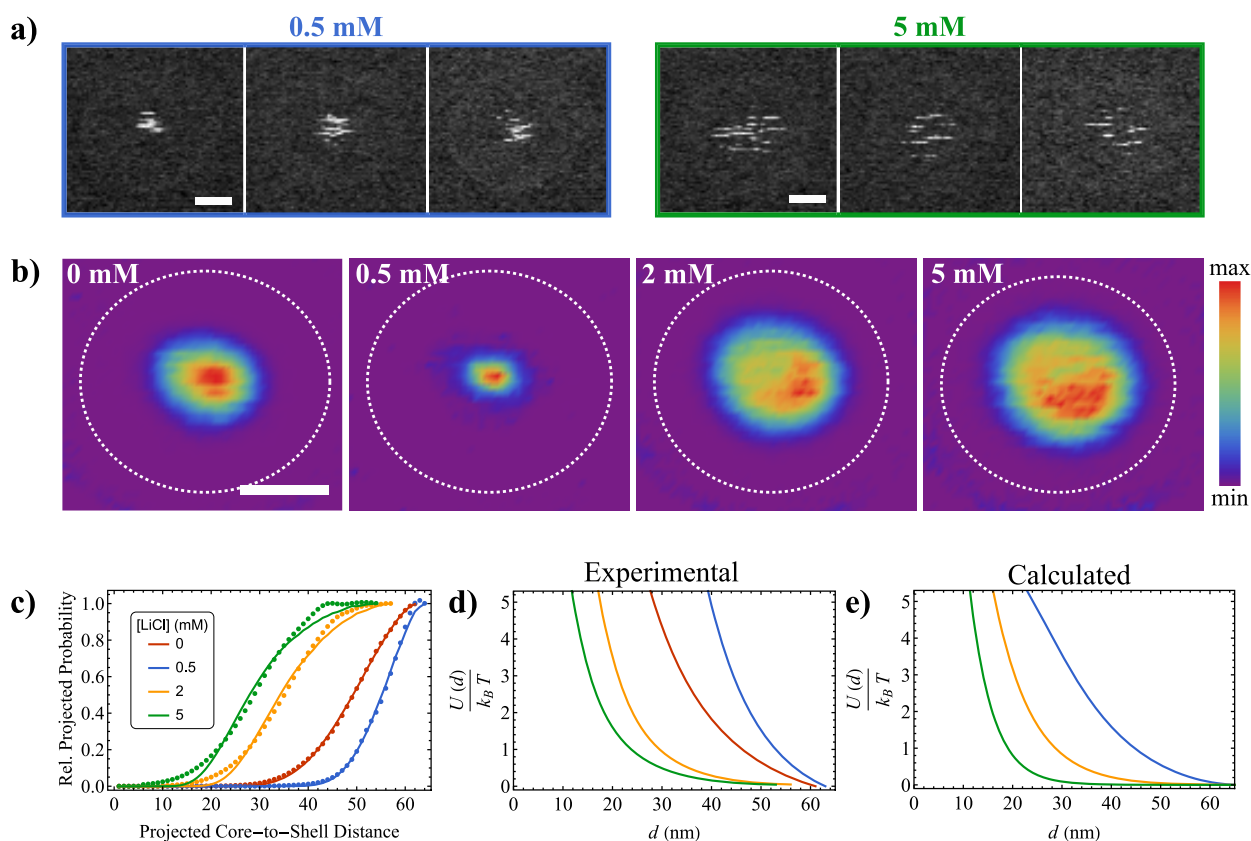 a)
0.5 mM
5 mM
b)
0 mM
0.5 mM
2 mM
5 mM
max
min
c)
Rel. Projected Probability
1.0
0.8
0.6
0.4
0.2
0.0
[LiCl] (mM)
0
0.5
2
5
0 10 20 30 40 50 60
Projected Core−to−Shell Distance
d)
Experimental
U (d)
k_B T
5
4
3
2
1
0
0 10 20 30 40 50 60
d (nm)
e)
Calculated
U (d)
k_B T
5
4
3
2
1
0
0 10 20 30 40 50 60
d (nm)